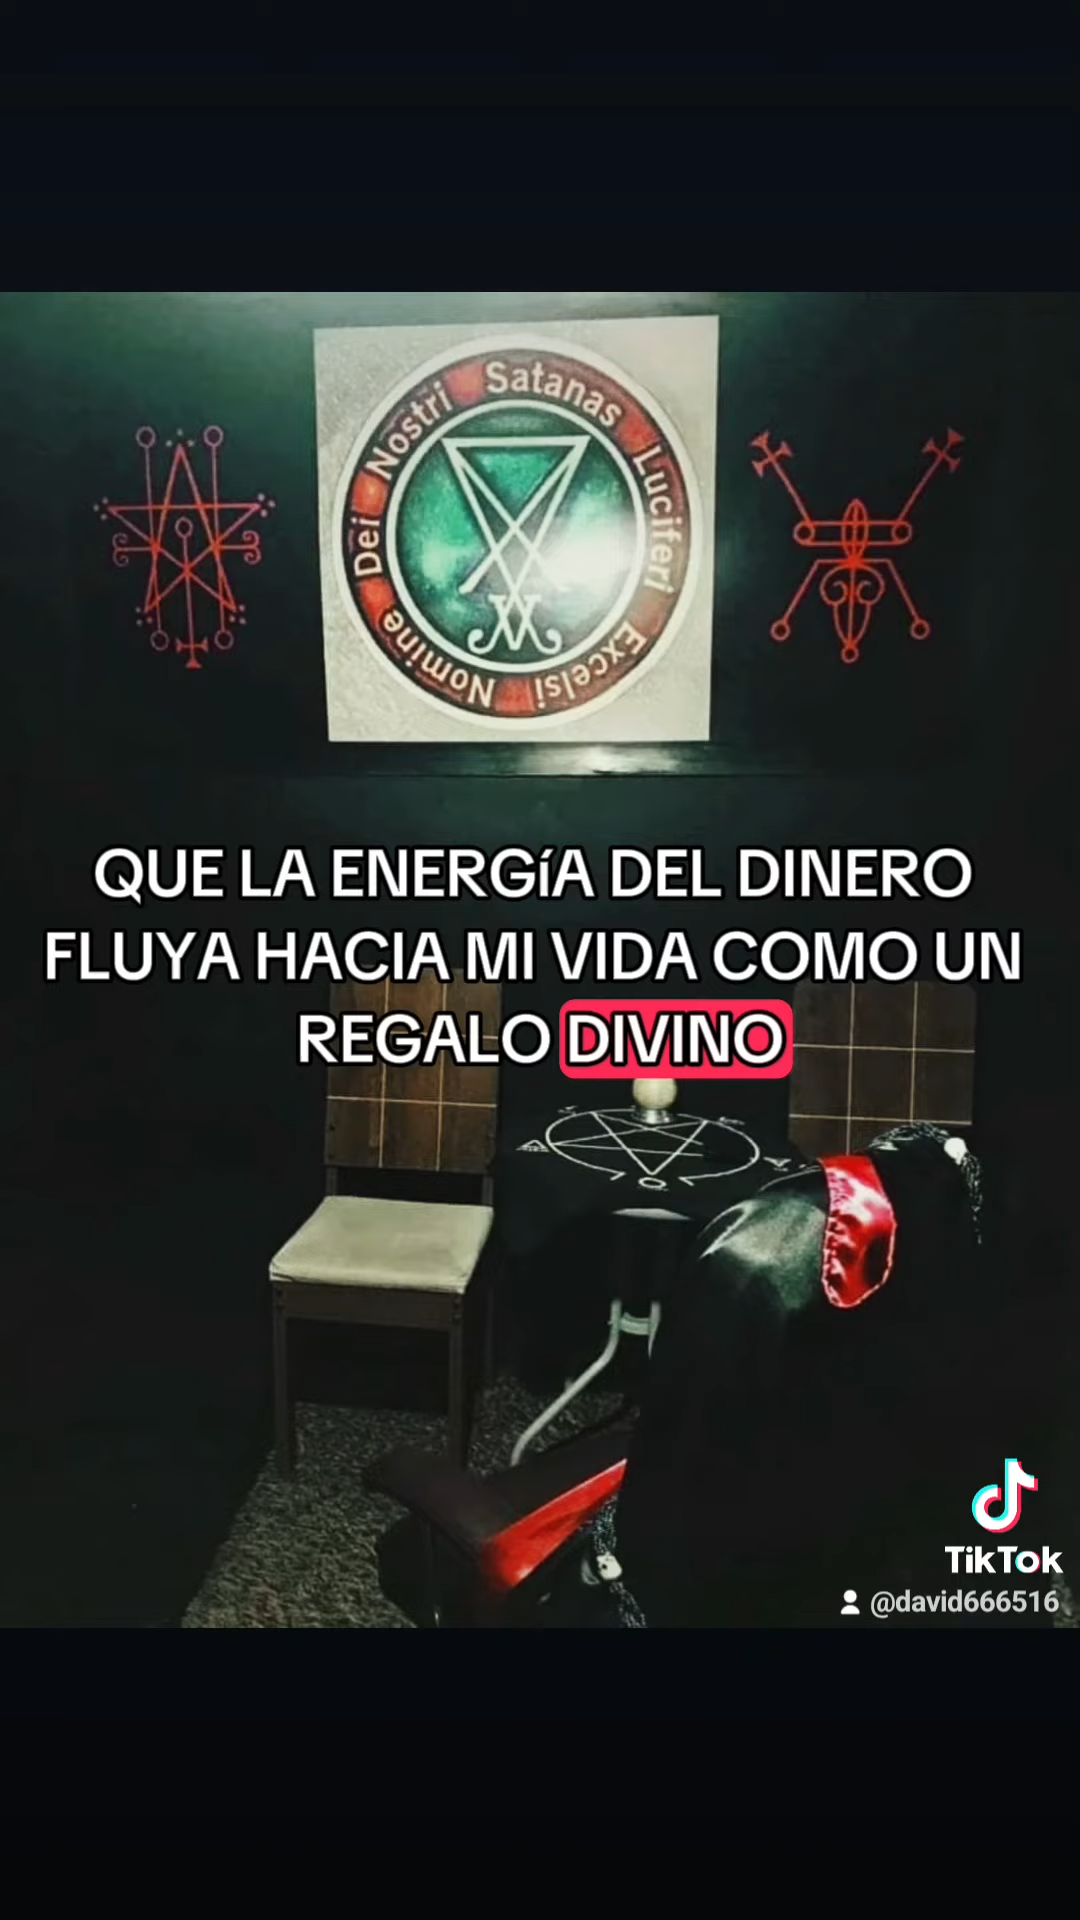 Nomine Dei Nostri Satanas Luciferi Excelsi
QUE LA ENERGíA DEL DINERO
FLUYA HACIA MI VIDA COMO UN
REGALO DIVINO
TikTok
@david666516